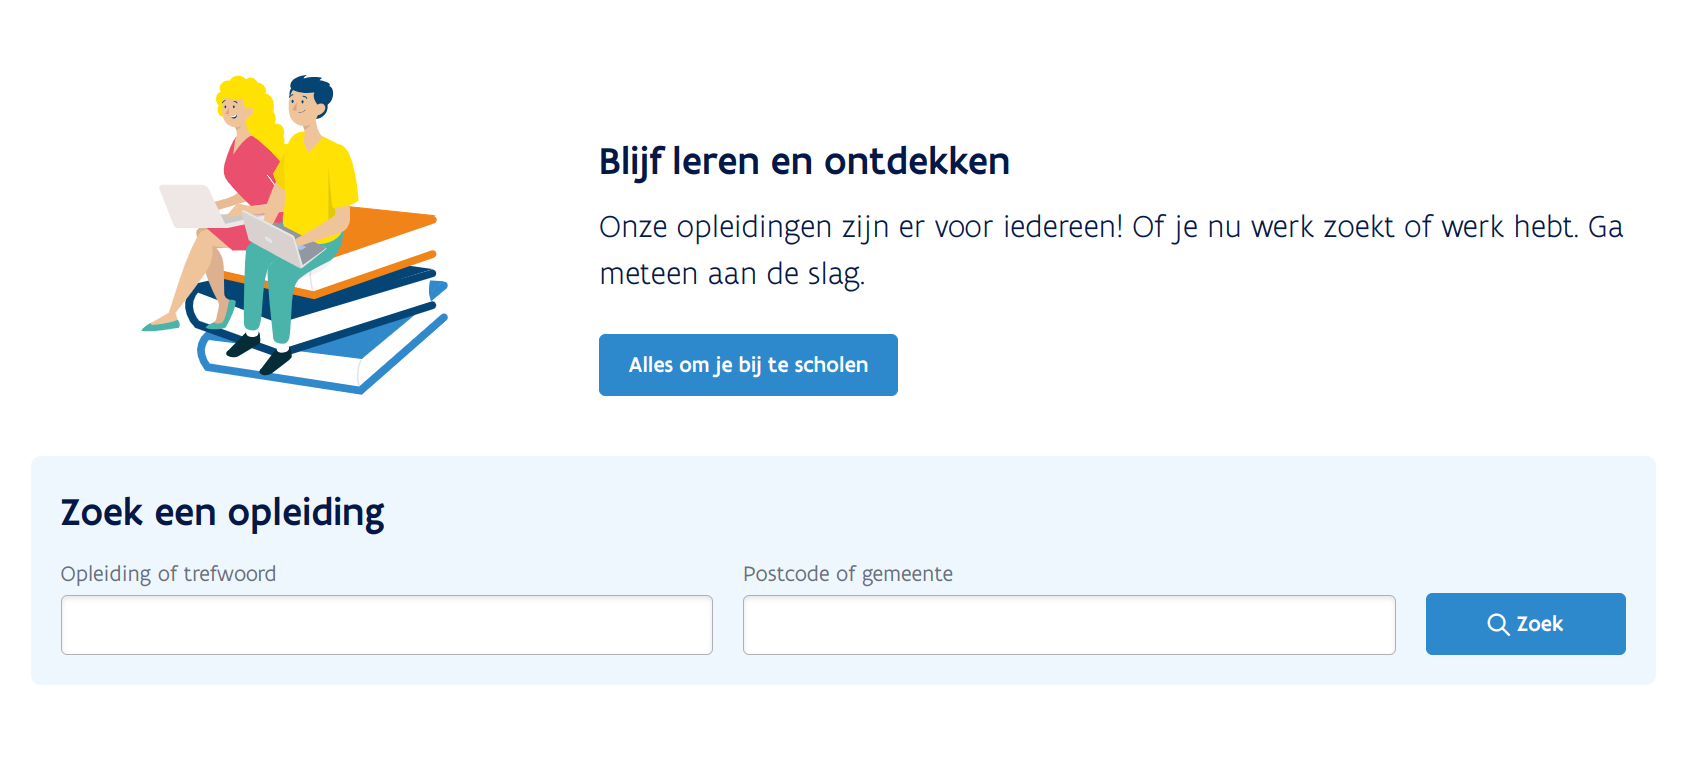 Blijf leren en ontdekken
Onze opleidingen zijn er voor iedereen! Of je nu werk zoekt of werk hebt. Ga
meteen aan de slag.
Alles om je bij te scholen
Zoek een opleiding
Opleiding of trefwoord
Postcode of gemeente
Zoek